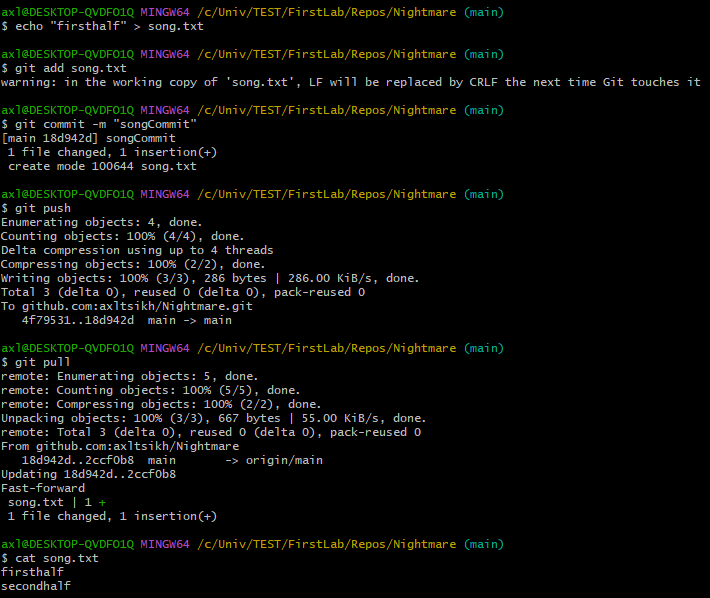 axl@DESKTOP-QVDFO1Q MINGW64 /c/Univ/TEST/FirstLab/Repos/Nightmare (main)
$ echo "firsthalf" > song.txt
axl@DESKTOP-QVDFO1Q MINGW64 /c/Univ/TEST/FirstLab/Repos/Nightmare (main)
$ git add song.txt
warning: in the working copy of 'song.txt', LF will be replaced by CRLF the next time Git touches it
axl@DESKTOP-QVDFO1Q MINGW64 /c/Univ/TEST/FirstLab/Repos/Nightmare (main)
$ git commit -m "songCommit"
[main 18d942d] songCommit
 1 file changed, 1 insertion(+)
 create mode 100644 song.txt
axl@DESKTOP-QVDFO1Q MINGW64 /c/Univ/TEST/FirstLab/Repos/Nightmare (main)
$ git push
Enumerating objects: 4, done.
Counting objects: 100% (4/4), done.
Delta compression using up to 4 threads
Compressing objects: 100% (2/2), done.
Writing objects: 100% (3/3), 286 bytes | 286.00 KiB/s, done.
Total 3 (delta 0), reused 0 (delta 0), pack-reused 0
To github.com:axltsikh/Nightmare.git
   4f79531..18d942d  main -> main
axl@DESKTOP-QVDFO1Q MINGW64 /c/Univ/TEST/FirstLab/Repos/Nightmare (main)
$ git pull
remote: Enumerating objects: 5, done.
remote: Counting objects: 100% (5/5), done.
remote: Compressing objects: 100% (2/2), done.
Unpacking objects: 100% (3/3), 667 bytes | 55.00 KiB/s, done.
remote: Total 3 (delta 0), reused 0 (delta 0), pack-reused 0
From github.com:axltsikh/Nightmare
   18d942d..2ccf0b8  main       -> origin/main
Updating 18d942d..2ccf0b8
Fast-forward
 song.txt | 1 +
 1 file changed, 1 insertion(+)
axl@DESKTOP-QVDFO1Q MINGW64 /c/Univ/TEST/FirstLab/Repos/Nightmare (main)
$ cat song.txt
firsthalf
secondhalf